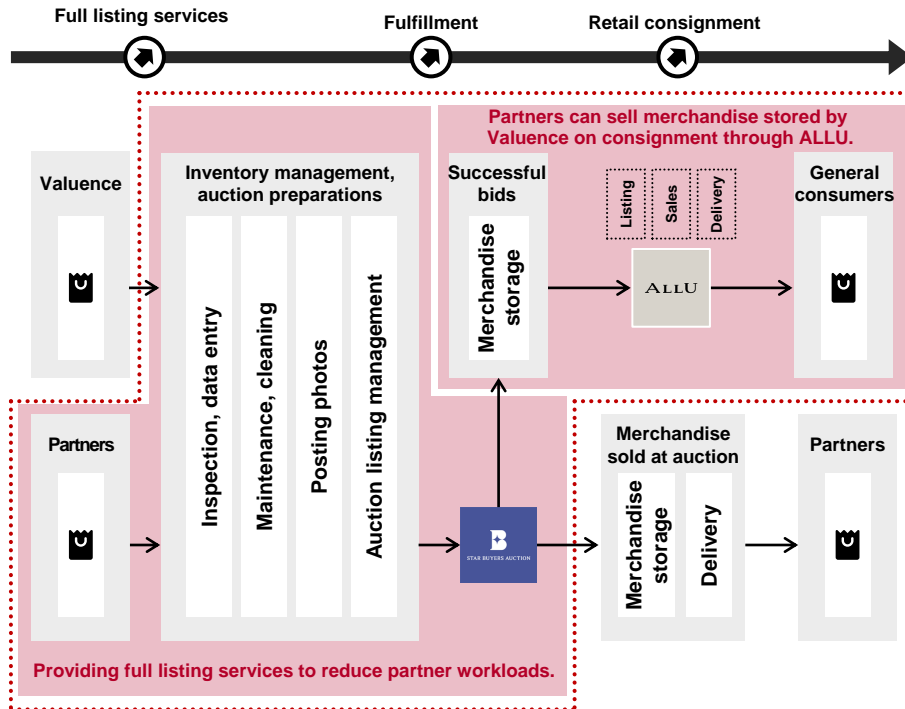 Full listing services
Fulfillment
Retail consignment
Partners can sell merchandise stored by
Valuence on consignment through ALLU.
Valuence
Inventory management,
auction preparations
Inspection, data entry
Maintenance, cleaning
Posting photos
Auction listing management
Successful
bids
Merchandise
storage
Listing
Sales
Delivery
ALLU
General
consumers
Partners
B
STAR BUYERS AUCTION
Merchandise
sold at auction
Merchandise
storage
Delivery
Partners
Providing full listing services to reduce partner workloads.